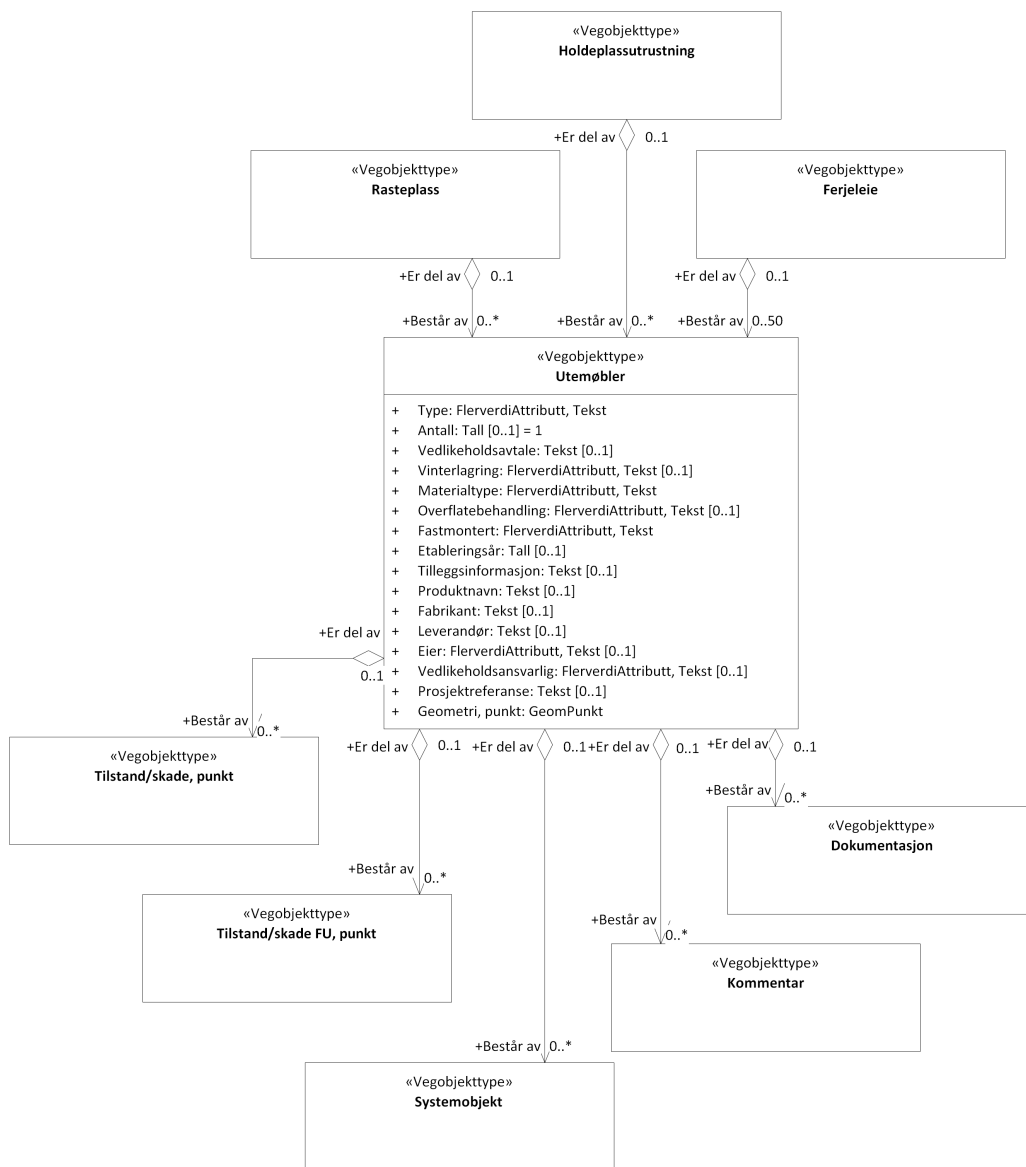 «Vegobjekttype»
Holdeplassutrustning
+Er del av 0..1
«Vegobjekttype»
Rasteplass
«Vegobjekttype»
Ferjeleie
+Er del av 0..1
+Er del av 0..1
+Består av 0..*
+Består av 0..*
+Består av 0..50
«Vegobjekttype»
Utemøbler
+ Type: FlerverdiAttributt, Tekst
+ Antall: Tall [0..1] = 1
+ Vedlikeholdsavtale: Tekst [0..1]
+ Vinterlagring: FlerverdiAttributt, Tekst [0..1]
+ Materialtype: FlerverdiAttributt, Tekst
+ Overflatebehandling: FlerverdiAttributt, Tekst [0..1]
+ Fastmontert: FlerverdiAttributt, Tekst
+ Etableringsår: Tall [0..1]
+ Tilleggsinformasjon: Tekst [0..1]
+ Produktnavn: Tekst [0..1]
+ Fabrikant: Tekst [0..1]
+ Leverandør: Tekst [0..1]
+ Eier: FlerverdiAttributt, Tekst [0..1]
+ Vedlikeholdsansvarlig: FlerverdiAttributt, Tekst [0..1]
+ Prosjektreferanse: Tekst [0..1]
+ Geometri, punkt: GeomPunkt
+Er del av
0..1
+Består av 0..*
«Vegobjekttype»
Tilstand/skade, punkt
+Er del av 0..1
+Er del av 0..1
+Er del av 0..1
+Er del av 0..1
+Består av 0..*
«Vegobjekttype»
Dokumentasjon
+Består av 0..*
«Vegobjekttype»
Tilstand/skade FU, punkt
+Består av 0..*
«Vegobjekttype»
Kommentar
+Består av 0..*
«Vegobjekttype»
Systemobjekt